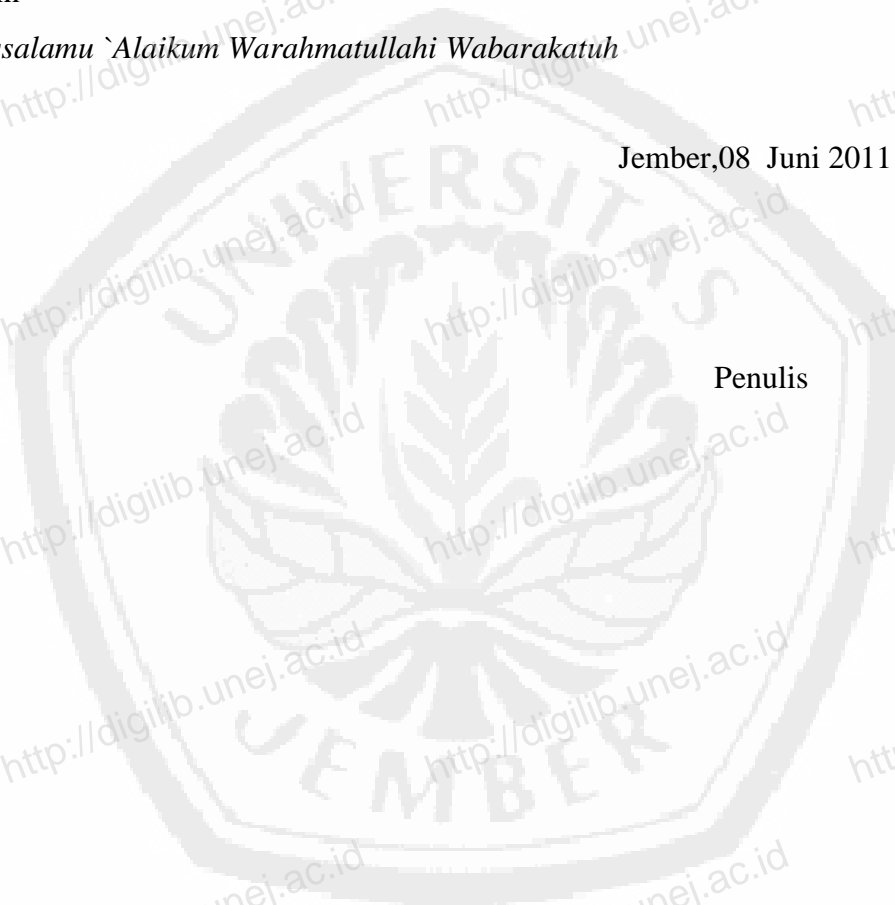 salamu `Alaikum Warahmatullahi Wabarakatuh
Jember,08  Juni 2011
Penulis
UNIVERSITAS
JEMBER
http://digilib.unej.ac.id
http://digilib.unej.ac.id
http://digilib.unej.ac.id
http://digilib.unej.ac.id
http://digilib.unej.ac.id
http://digilib.unej.ac.id
http://digilib.unej.ac.id
http://digilib.unej.ac.id